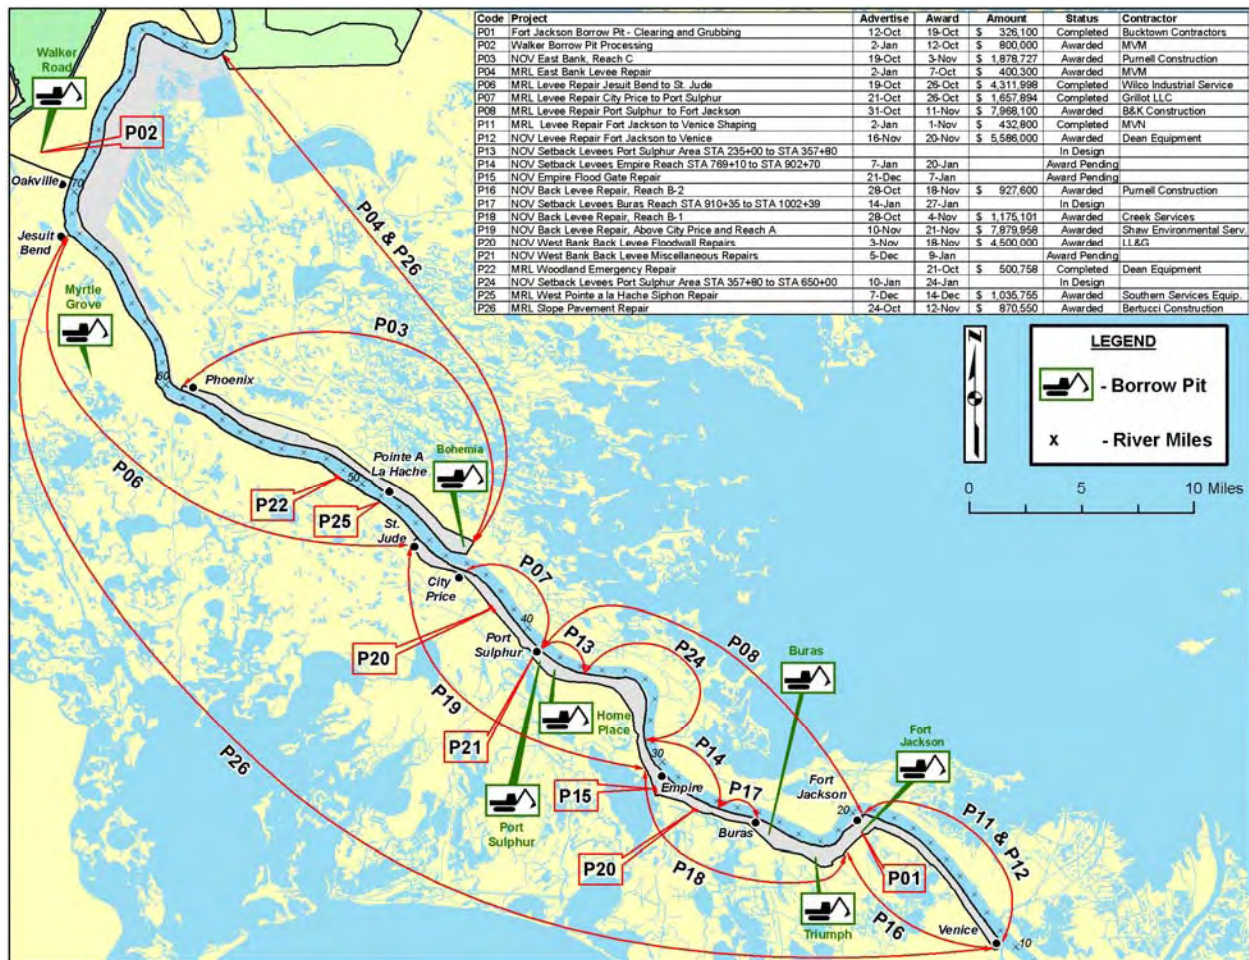 Code Project Advertise Award Amount Status Contractor
P01 Fort Jackson Borrow Pit - Clearing and Grubbing 12-Oct 19-Oct $ 326,100 Completed Bucktown Contractors
P02 Walker Borrow Pit Processing 2-Jan 12-Oct $ 800,000 Awarded MVM
P03 NOV East Bank, Reach C 19-Oct 3-Nov $ 1,878,727 Awarded Purnell Construction
P04 MRL East Bank Levee Repair 2-Jan 7-Oct $ 400,300 Awarded MVM
P06 MRL Levee Repair Jesuit Bend to St. Jude 19-Oct 26-Oct $ 4,311,998 Completed Wilco Industrial Service
P07 MRL Levee Repair City Price to Port Sulphur 21-Oct 26-Oct $ 1,657,894 Completed Grillot LLC
P08 MRL Levee Repair Port Sulphur to Fort Jackson 31-Oct 11-Nov $ 7,968,100 Awarded B&K Construction
P11 MRL Levee Repair Fort Jackson to Venice Shaping 2-Jan 1-Nov $ 432,800 Completed MVN
P12 NOV Levee Repair Fort Jackson to Venice 16-Nov 20-Nov $ 5,586,000 Awarded Dean Equipment
P13 NOV Setback Levees Port Sulphur Area STA 235+00 to STA 357+80 In Design
P14 NOV Setback Levees Empire Reach STA 769+10 to STA 902+70 7-Jan 20-Jan Award Pending
P15 NOV Empire Flood Gate Repair 21-Dec 7-Jan Award Pending
P16 NOV Back Levee Repair, Reach B-2 28-Oct 18-Nov $ 927,600 Awarded Purnell Construction
P17 NOV Setback Levees Buras Reach STA 910+35 to STA 1002+39 14-Jan 27-Jan In Design
P18 NOV Back Levee Repair, Reach B-1 28-Oct 4-Nov $ 1,175,101 Awarded Creek Services
P19 NOV Back Levee Repair, Above City Price and Reach A 10-Nov 21-Nov $ 7,879,958 Awarded Shaw Environmental Serv.
P20 NOV West Bank Back Levee Floodwall Repairs 3-Nov 18-Nov $ 4,500,000 Awarded LL&G
P21 NOV West Bank Back Levee Miscellaneous Repairs 5-Dec 9-Jan Award Pending
P22 MRL Woodland Emergency Repair 21-Oct $ 500,758 Completed Dean Equipment
P24 NOV Setback Levees Port Sulphur Area STA 357+80 to STA 650+00 10-Jan 24-Jan In Design
P25 MRL West Pointe a la Hache Siphon Repair 7-Dec 14-Dec $ 1,035,755 Awarded Southern Services Equip.
P26 MRL Slope Pavement Repair 24-Oct 12-Nov $ 870,550 Awarded Bertucci Construction
Walker
Road
P02
Oakville
70
Jesuit
Bend
P04 & P26
Myrtle
Grove
P03
60
Phoenix
N
LEGEND
- Borrow Pit
x - River Miles
0 5 10 Miles
Pointe A
La Hache
Bohemia
50
P06
P22
P25
St.
Jude
City
Price
P07
40
P20
Port
Sulphur
P13
P24
P08
Buras
P19
P21
Home
Place
Fort
Jackson
P26
30
P14
Empire
P15
P17
Fort
Jackson
20
Port
Sulphur
Buras
P11 & P12
P20
P18
P01
Triumph
P16
Venice
10